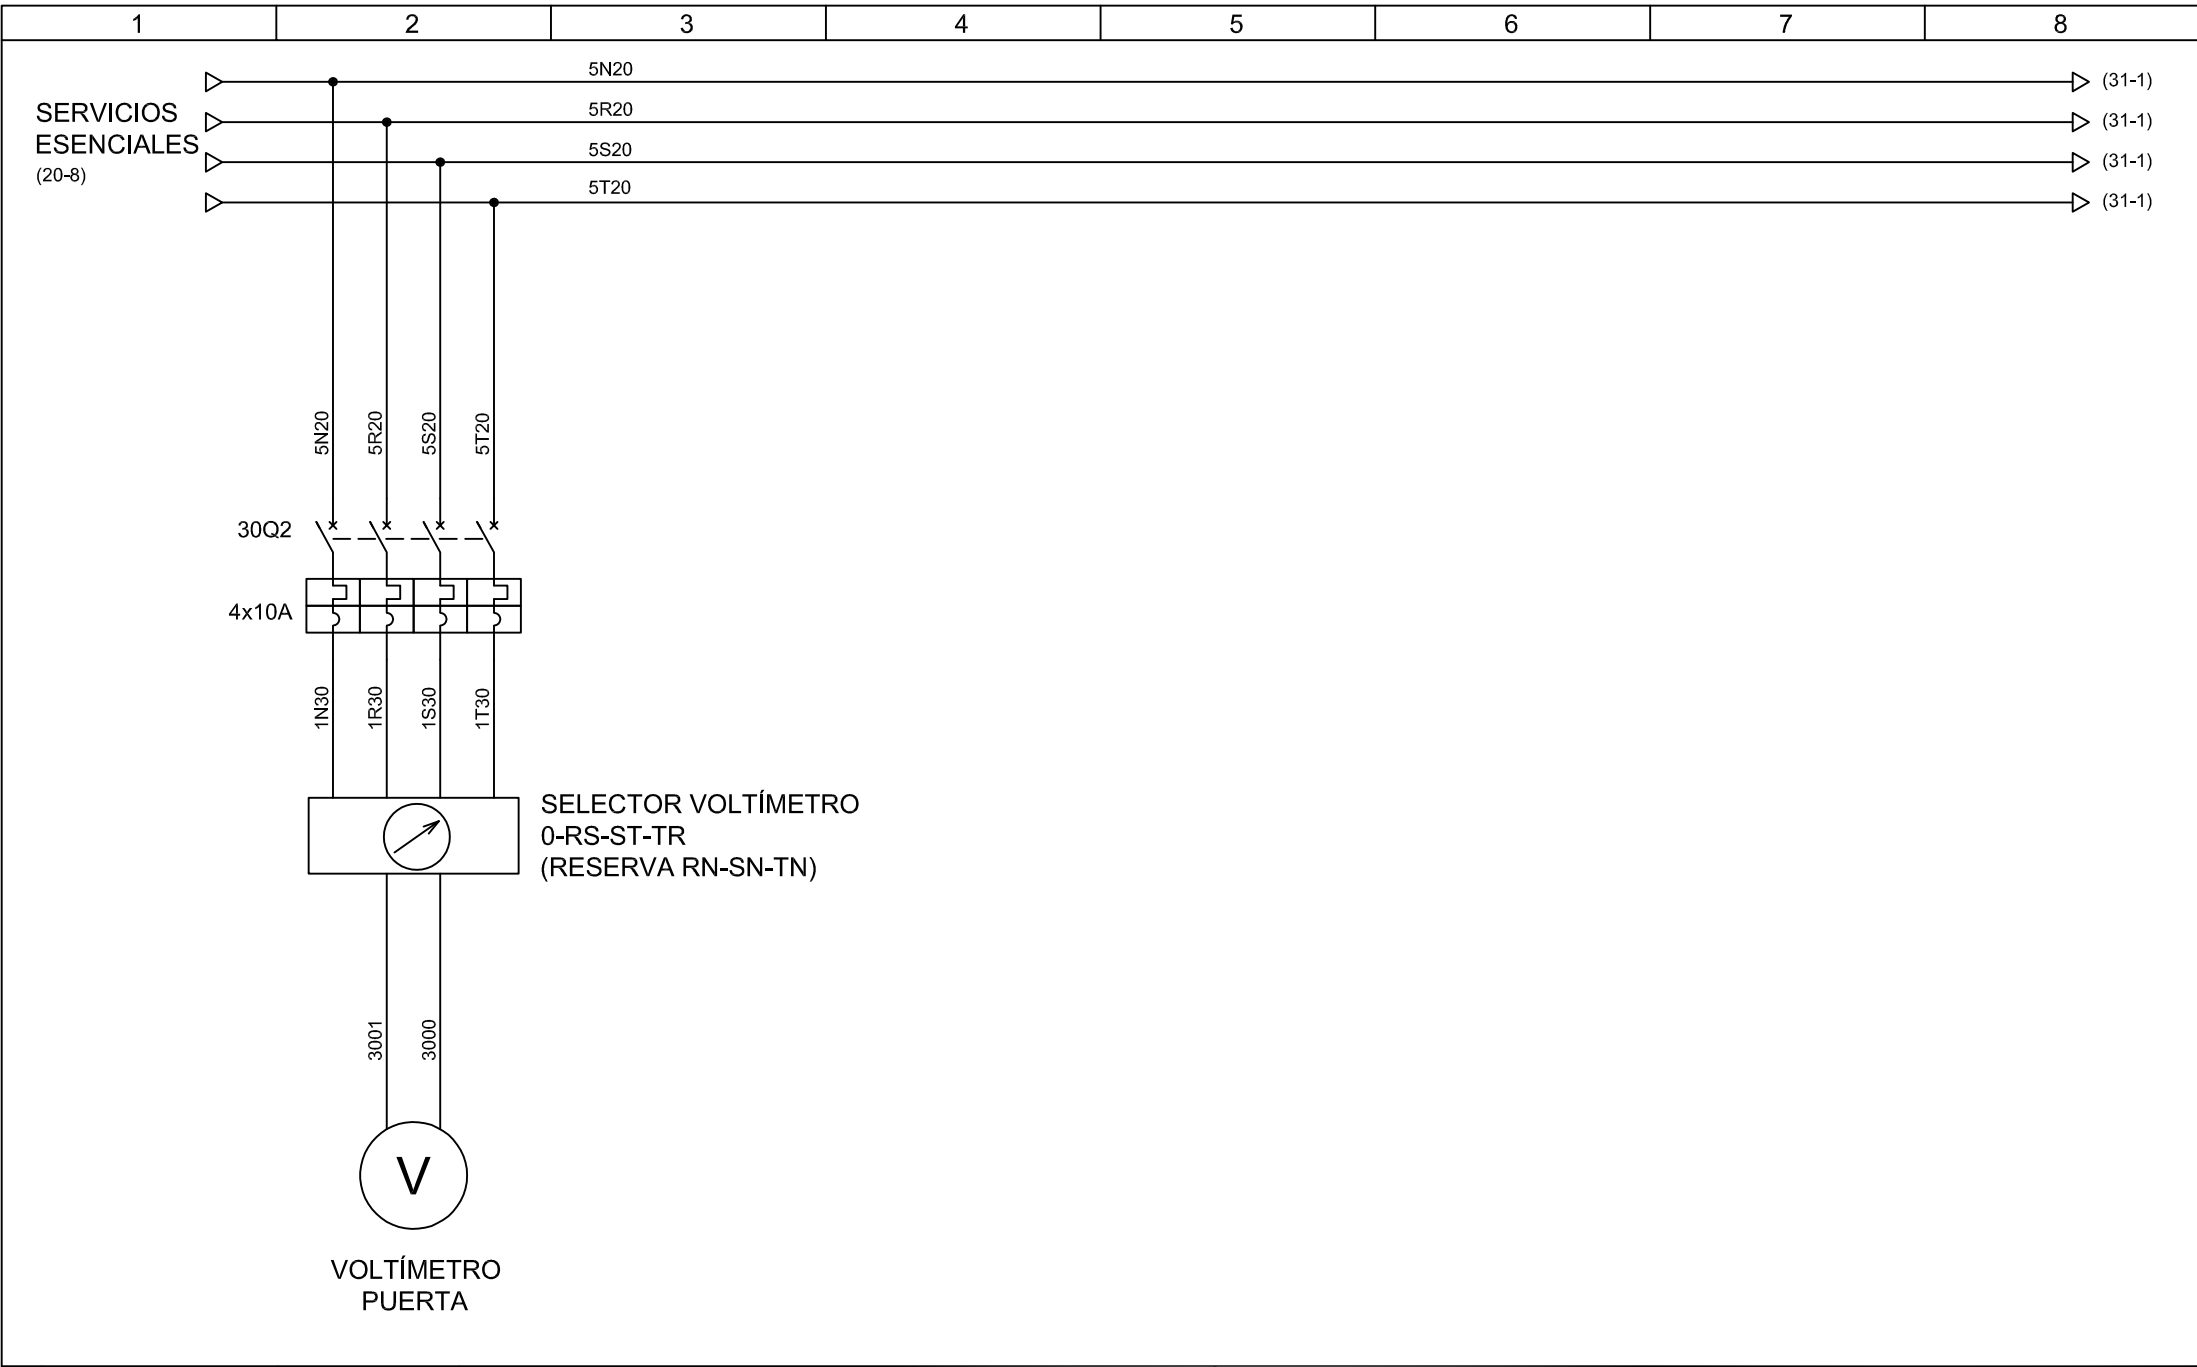 1 2 3 4 5 6 7 8
5N20 (31-1)
SERVICIOS
ESENCIALES
(20-8)
5R20 (31-1)
5S20 (31-1)
5T20 (31-1)
5N20 5R20 5S20 5T20
30Q2
4x10A
1N30 1R30 1S30 1T30
SELECTOR VOLTÍMETRO
0-RS-ST-TR
(RESERVA RN-SN-TN)
3001 3000
V
VOLTÍMETRO
PUERTA